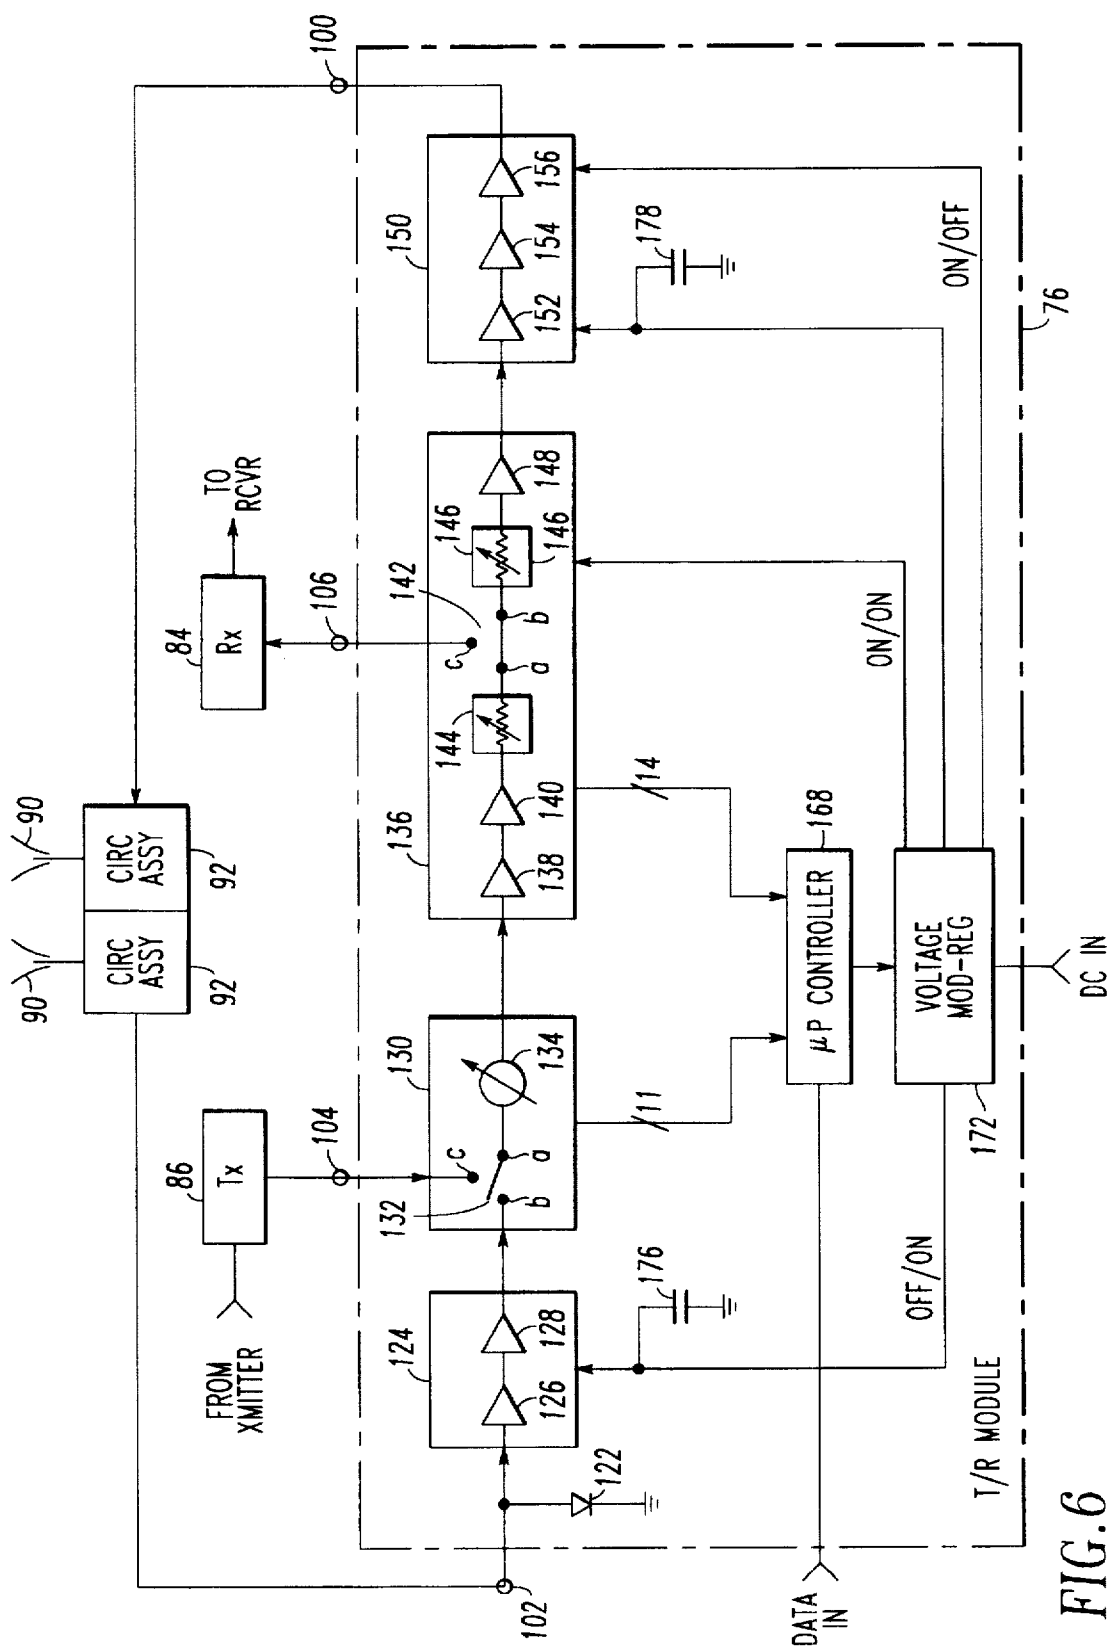 90
90
CIRC
ASSY
CIRC
ASSY
92
92
100
FROM
XMITTER
86
Tx
104
84
Rx
106
TO
RCVR
102
122
124
126
128
130
132
c
b
a
134
136
138
140
144
c
142
a
b
146
146
148
150
152
154
156
176
11
14
178
DATA
IN
μP CONTROLLER
168
OFF/ON
ON/ON
ON/OFF
VOLTAGE
MOD-REG
172
T/R MODULE
76
DC IN
FIG.6